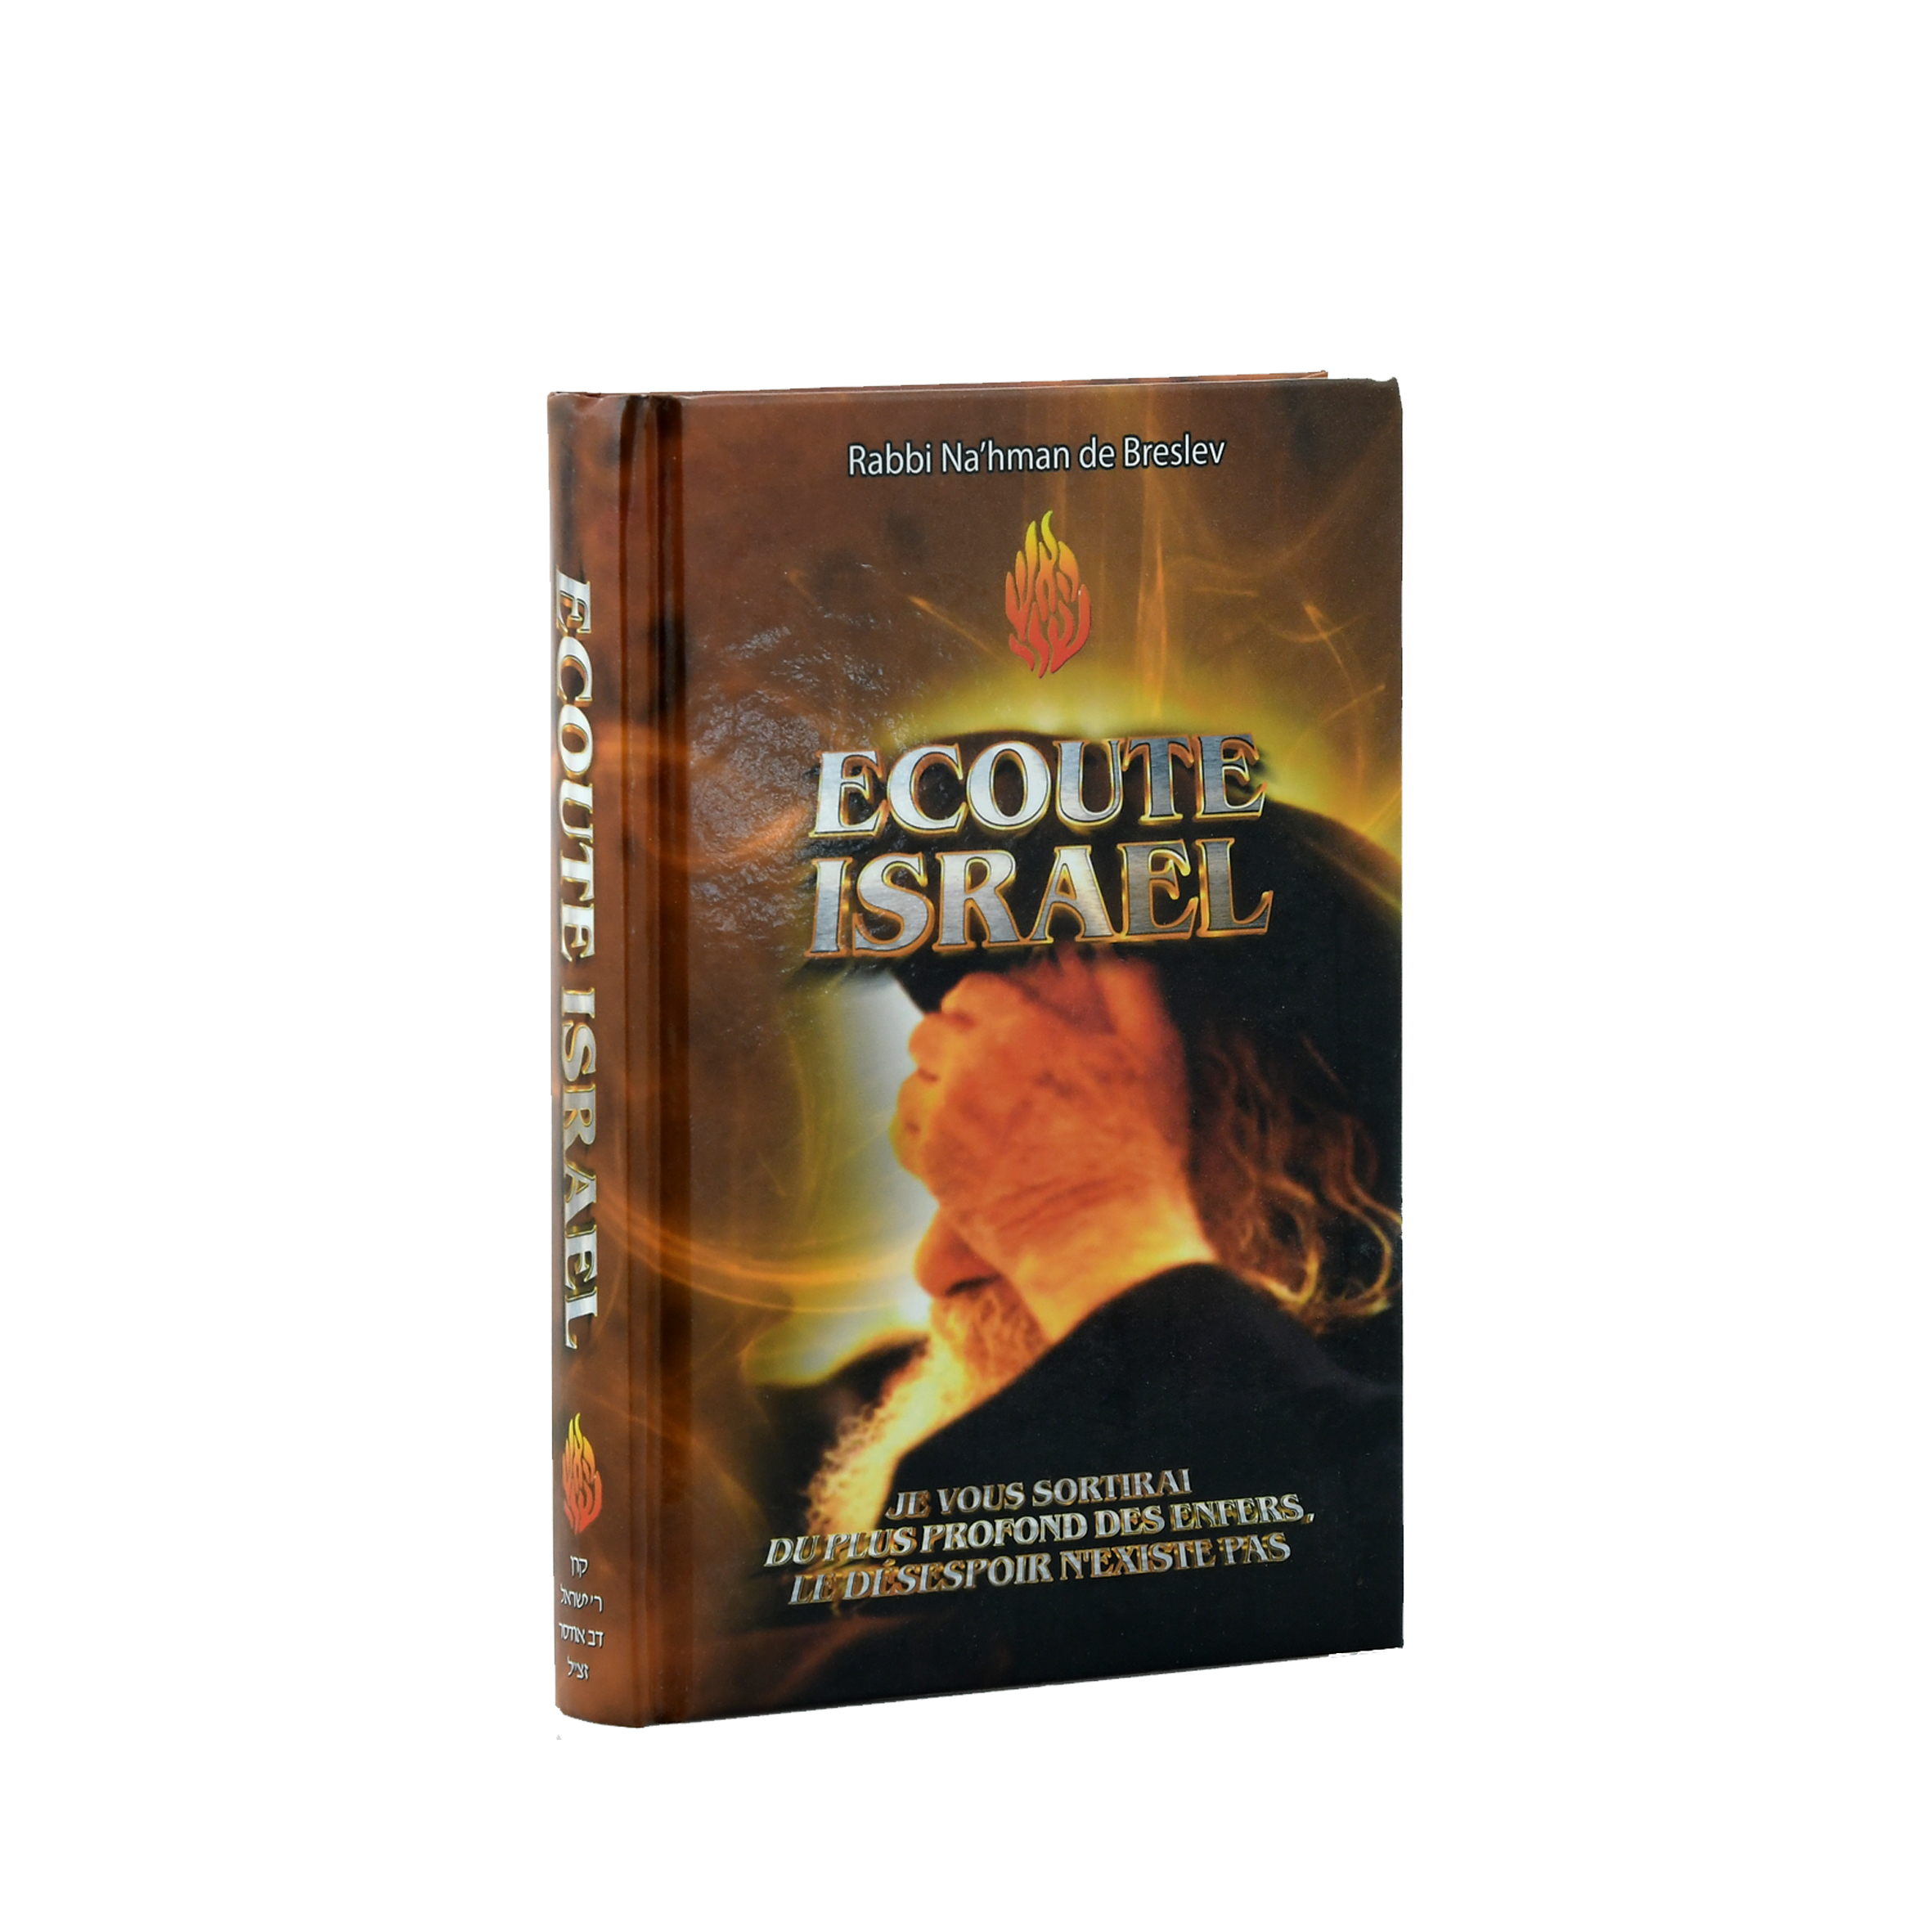 Rabbi Na'hman de Breslev
ECOUTE
ISRAEL
JE VOUS SORTIRAI
DU PLUS PROFOND DES ENFERS,
LE DÉSESPOIR N'EXISTE PAS
ECOUTE ISRAEL
קרן
ר' ישראל
דב אודסר
זצ"ל